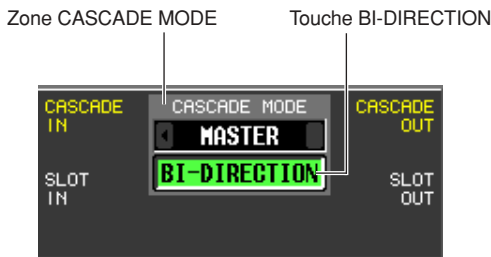 Zone CASCADE MODE
Touche BI-DIRECTION
CASCADE IN
CASCADE MODE
CASCADE OUT
MASTER
BI-DIRECTION
SLOT IN
SLOT OUT